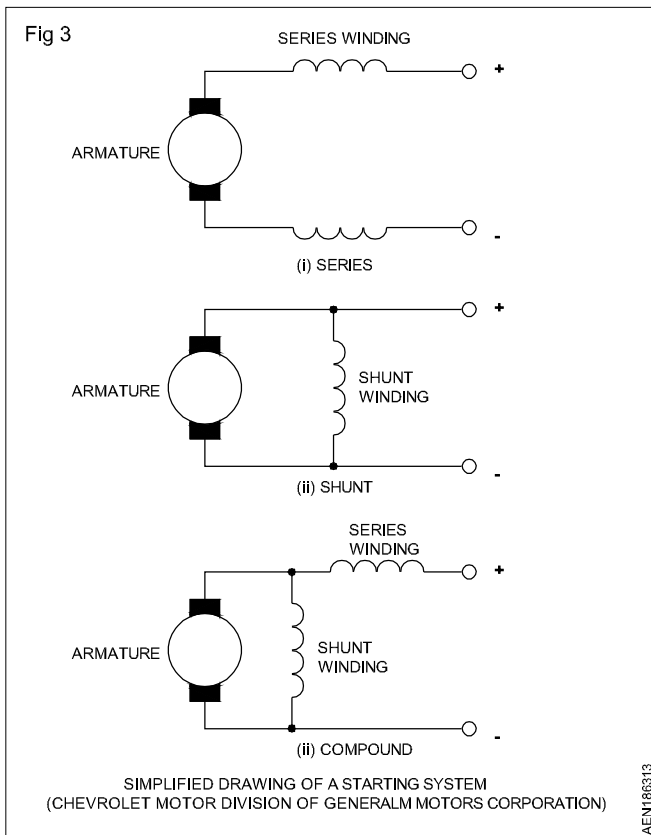 Fig 3
SERIES WINDING
+
ARMATURE
-
(i) SERIES
+
ARMATURE
SHUNT
WINDING
-
(ii) SHUNT
SERIES
WINDING
+
ARMATURE
SHUNT
WINDING
-
(ii) COMPOUND
SIMPLIFIED DRAWING OF A STARTING SYSTEM
(CHEVROLET MOTOR DIVISION OF GENERALM MOTORS CORPORATION)
AEN186313